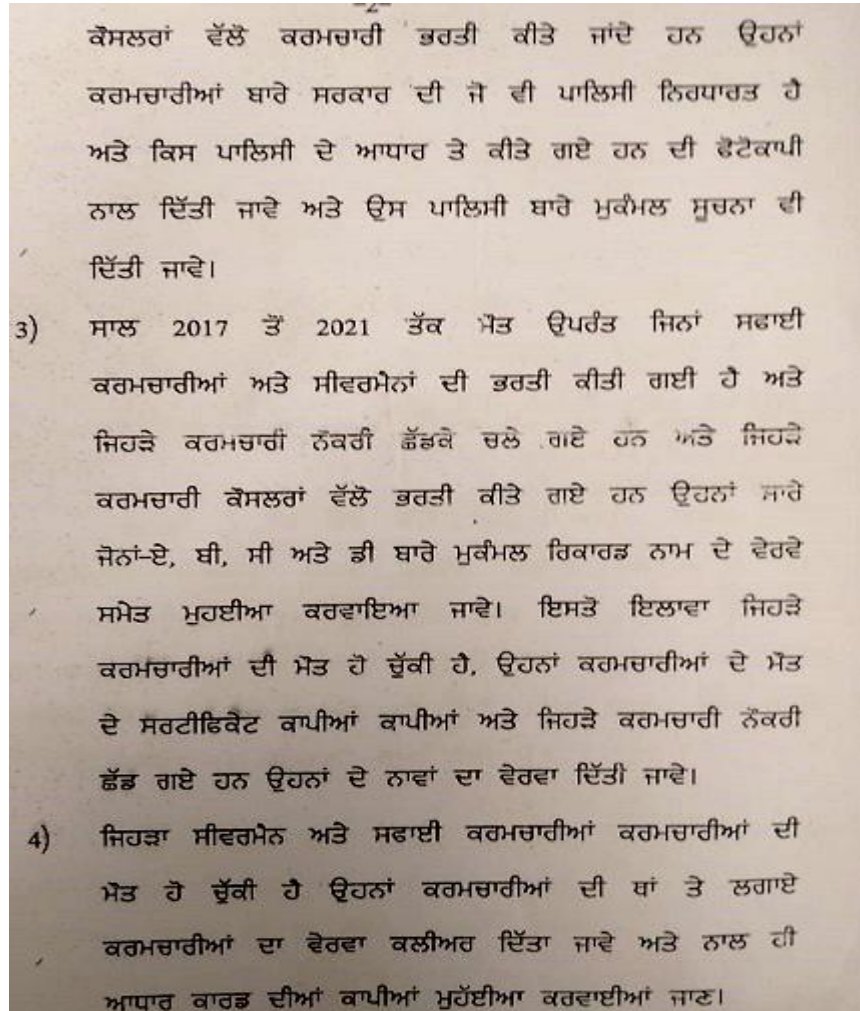 -2-
ਕੌਂਸਲਰਾਂ ਵੱਲੋਂ ਕਰਮਚਾਰੀ ਭਰਤੀ ਕੀਤੇ ਜਾਂਦੇ ਹਨ ਉਹਨਾਂ
ਕਰਮਚਾਰੀਆਂ ਬਾਰੇ ਸਰਕਾਰ ਦੀ ਜੋ ਵੀ ਪਾਲਿਸੀ ਨਿਰਧਾਰਤ ਹੈ
ਅਤੇ ਕਿਸ ਪਾਲਿਸੀ ਦੇ ਆਧਾਰ ਤੇ ਕੀਤੇ ਗਏ ਹਨ ਦੀ ਫੋਟੋਕਾਪੀ
ਨਾਲ ਦਿੱਤੀ ਜਾਵੇ ਅਤੇ ਉਸ ਪਾਲਿਸੀ ਬਾਰੇ ਮੁਕੰਮਲ ਸੂਚਨਾ ਵੀ
ਦਿੱਤੀ ਜਾਵੇ।
3) ਸਾਲ 2017 ਤੋਂ 2021 ਤੱਕ ਮੌਤ ਉਪਰੰਤ ਜਿਨਾਂ ਸਫਾਈ
ਕਰਮਚਾਰੀਆਂ ਅਤੇ ਸੀਵਰਮੈਨਾਂ ਦੀ ਭਰਤੀ ਕੀਤੀ ਗਈ ਹੈ ਅਤੇ
ਜਿਹੜੇ ਕਰਮਚਾਰੀ ਨੌਕਰੀ ਛੱਡਕੇ ਚਲੇ ਗਏ ਹਨ ਅਤੇ ਜਿਹੜੇ
ਕਰਮਚਾਰੀ ਕੌਸਲਰਾਂ ਵੱਲੋਂ ਭਰਤੀ ਕੀਤੇ ਗਏ ਹਨ ਉਹਨਾਂ ਸਾਰੇ
ਜੋਨਾਂ-ਏ, ਬੀ, ਸੀ ਅਤੇ ਡੀ ਬਾਰੇ ਮੁਕੰਮਲ ਰਿਕਾਰਡ ਨਾਮ ਦੇ ਵੇਰਵੇ
ਸਮੇਤ ਮੁਹਈਆ ਕਰਵਾਇਆ ਜਾਵੇ। ਇਸਤੋ ਇਲਾਵਾ ਜਿਹੜੇ
ਕਰਮਚਾਰੀਆਂ ਦੀ ਮੌਤ ਹੋ ਚੁੱਕੀ ਹੈ, ਉਹਨਾਂ ਕਰਮਚਾਰੀਆਂ ਦੇ ਮੌਤ
ਦੇ ਸਰਟੀਫਿਕੇਟ ਕਾਪੀਆਂ ਕਾਪੀਆਂ ਅਤੇ ਜਿਹੜੇ ਕਰਮਚਾਰੀ ਨੌਕਰੀ
ਛੱਡ ਗਏ ਹਨ ਉਹਨਾਂ ਦੇ ਨਾਵਾਂ ਦਾ ਵੇਰਵਾ ਦਿੱਤੀ ਜਾਵੇ।
4) ਜਿਹੜਾ ਸੀਵਰਮੈਨ ਅਤੇ ਸਫਾਈ ਕਰਮਚਾਰੀਆਂ ਕਰਮਚਾਰੀਆਂ ਦੀ
ਮੌਤ ਹੋ ਚੁੱਕੀ ਹੈ ਉਹਨਾਂ ਕਰਮਚਾਰੀਆਂ ਦੀ ਥਾਂ ਤੇ ਲਗਾਏ
ਕਰਮਚਾਰੀਆਂ ਦਾ ਵੇਰਵਾ ਕਲੀਅਰ ਦਿੱਤਾ ਜਾਵੇ ਅਤੇ ਨਾਲ ਹੀ
ਆਧਾਰ ਕਾਰਡ ਦੀਆਂ ਕਾਪੀਆਂ ਮੁਹੱਈਆ ਕਰਵਾਈਆਂ ਜਾਣ।